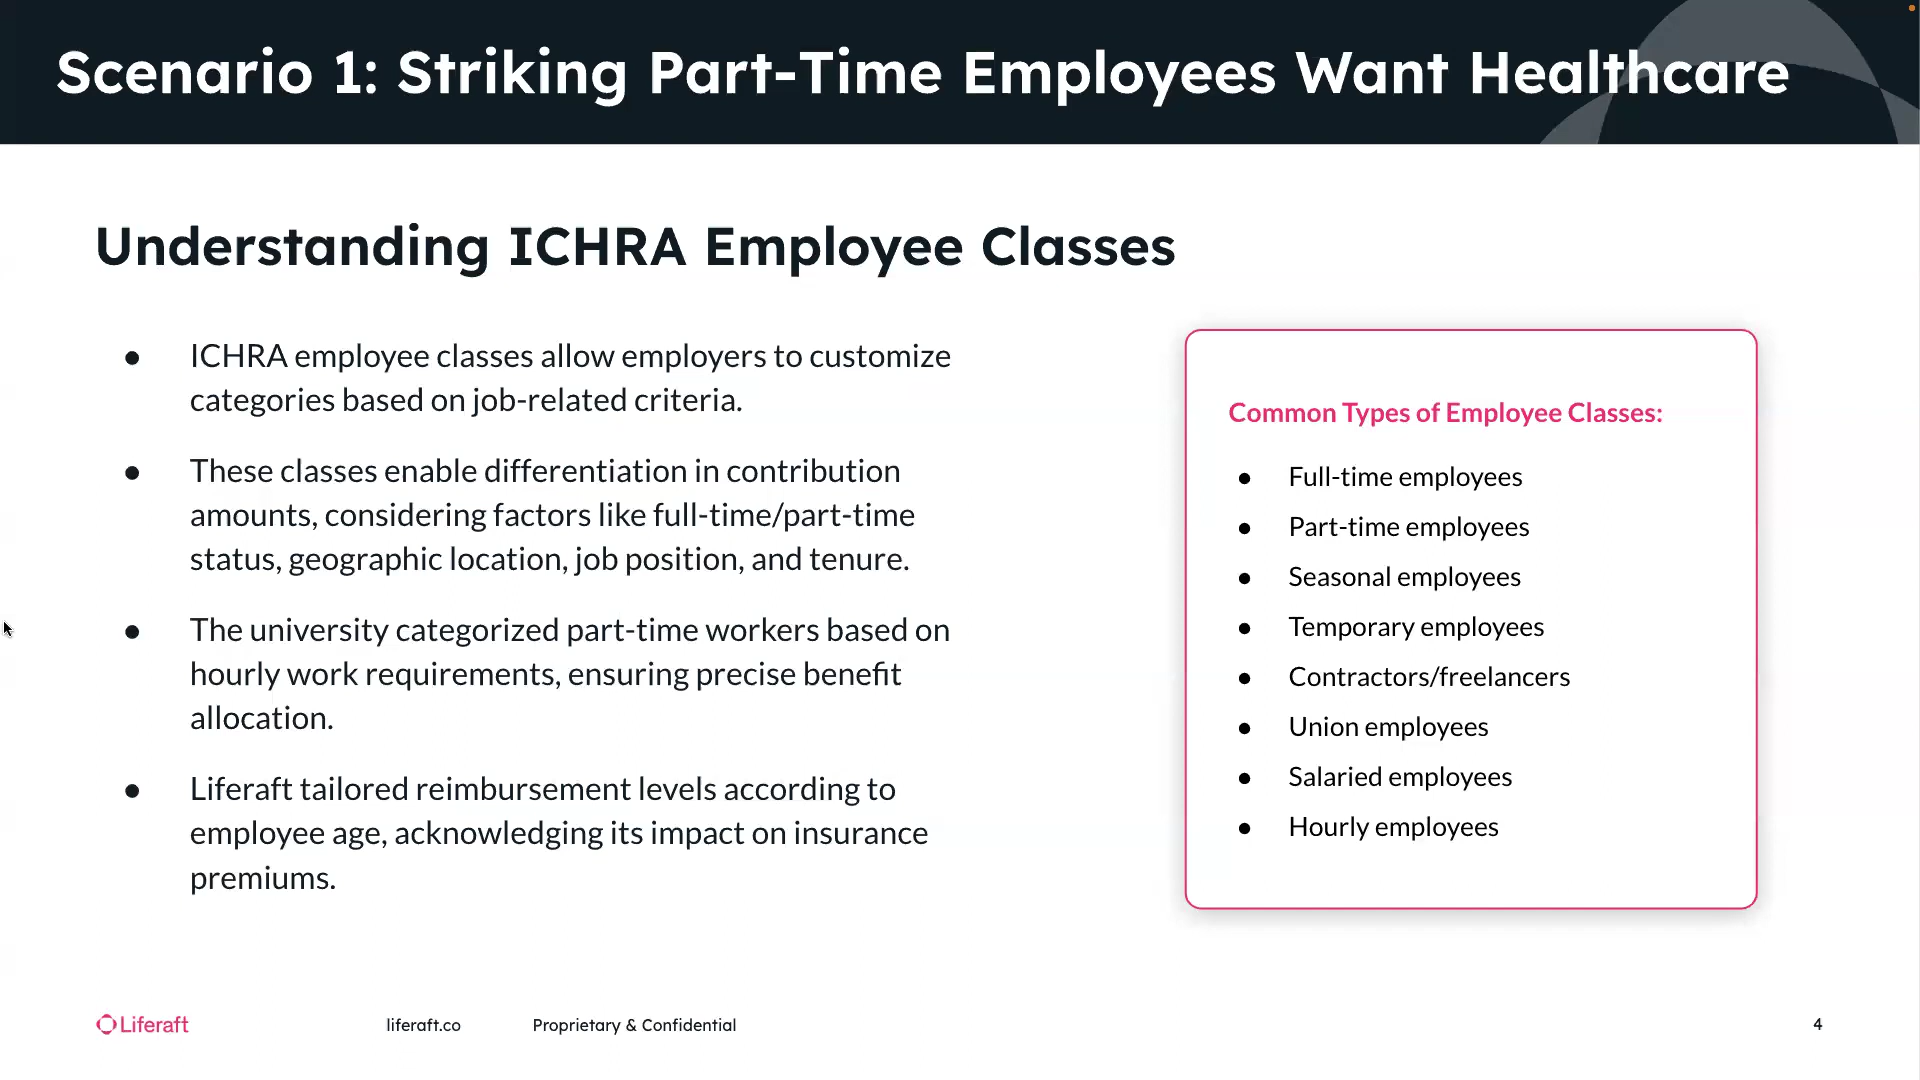 Scenario 1: Striking Part-Time Employees Want Healthcare
Understanding ICHRA Employee Classes
● ICHRA employee classes allow employers to customize
categories based on job-related criteria.
● These classes enable differentiation in contribution
amounts, considering factors like full-time/part-time
status, geographic location, job position, and tenure.
● The university categorized part-time workers based on
hourly work requirements, ensuring precise benefit
allocation.
● Liferaft tailored reimbursement levels according to
employee age, acknowledging its impact on insurance
premiums.
Common Types of Employee Classes:
● Full-time employees
● Part-time employees
● Seasonal employees
● Temporary employees
● Contractors/freelancers
● Union employees
● Salaried employees
● Hourly employees
Liferaft liferaft.co Proprietary & Confidential 4